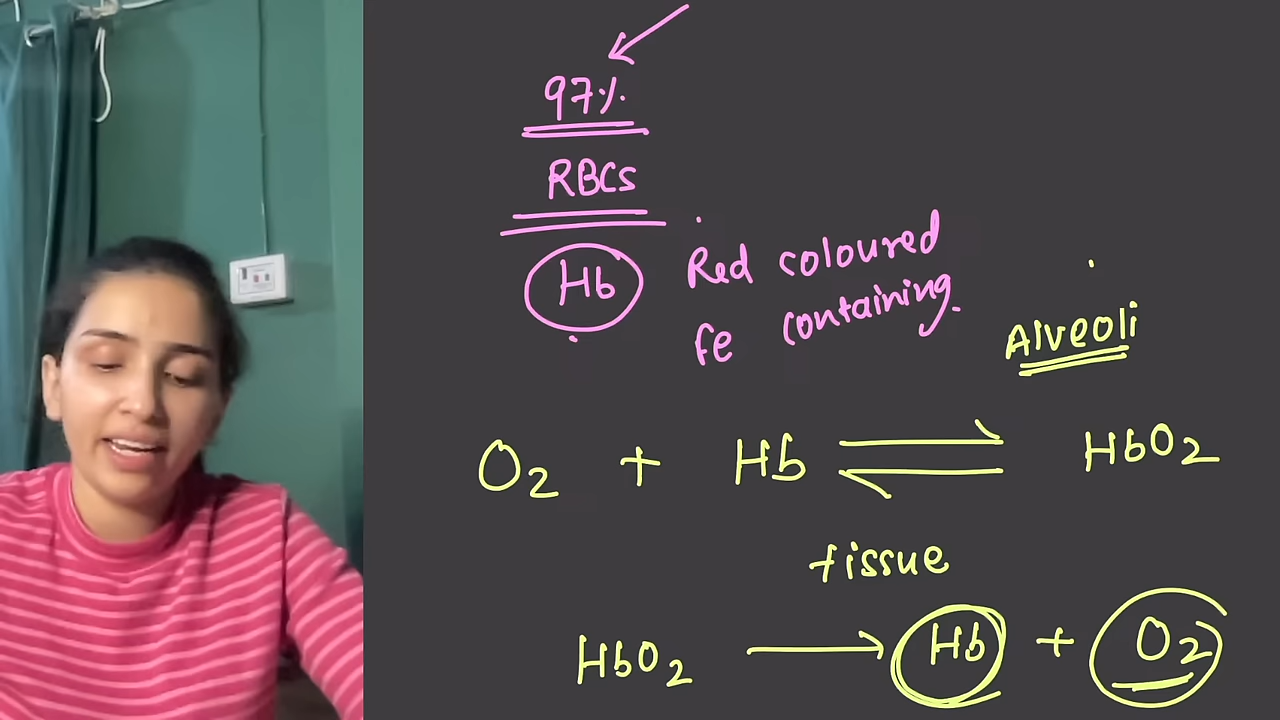 97%
RBCs
Hb Red coloured
fe containing.
Alveoli
O2 + Hb ⇌ HbO2
tissue
HbO2 → Hb + O2